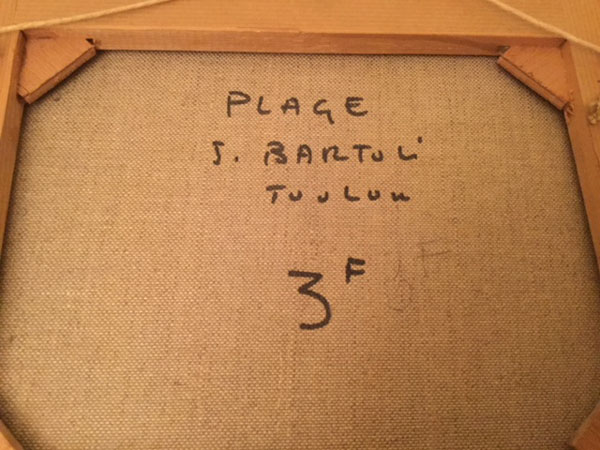 PLAGE
J. BARTOLI
TOULON
3F